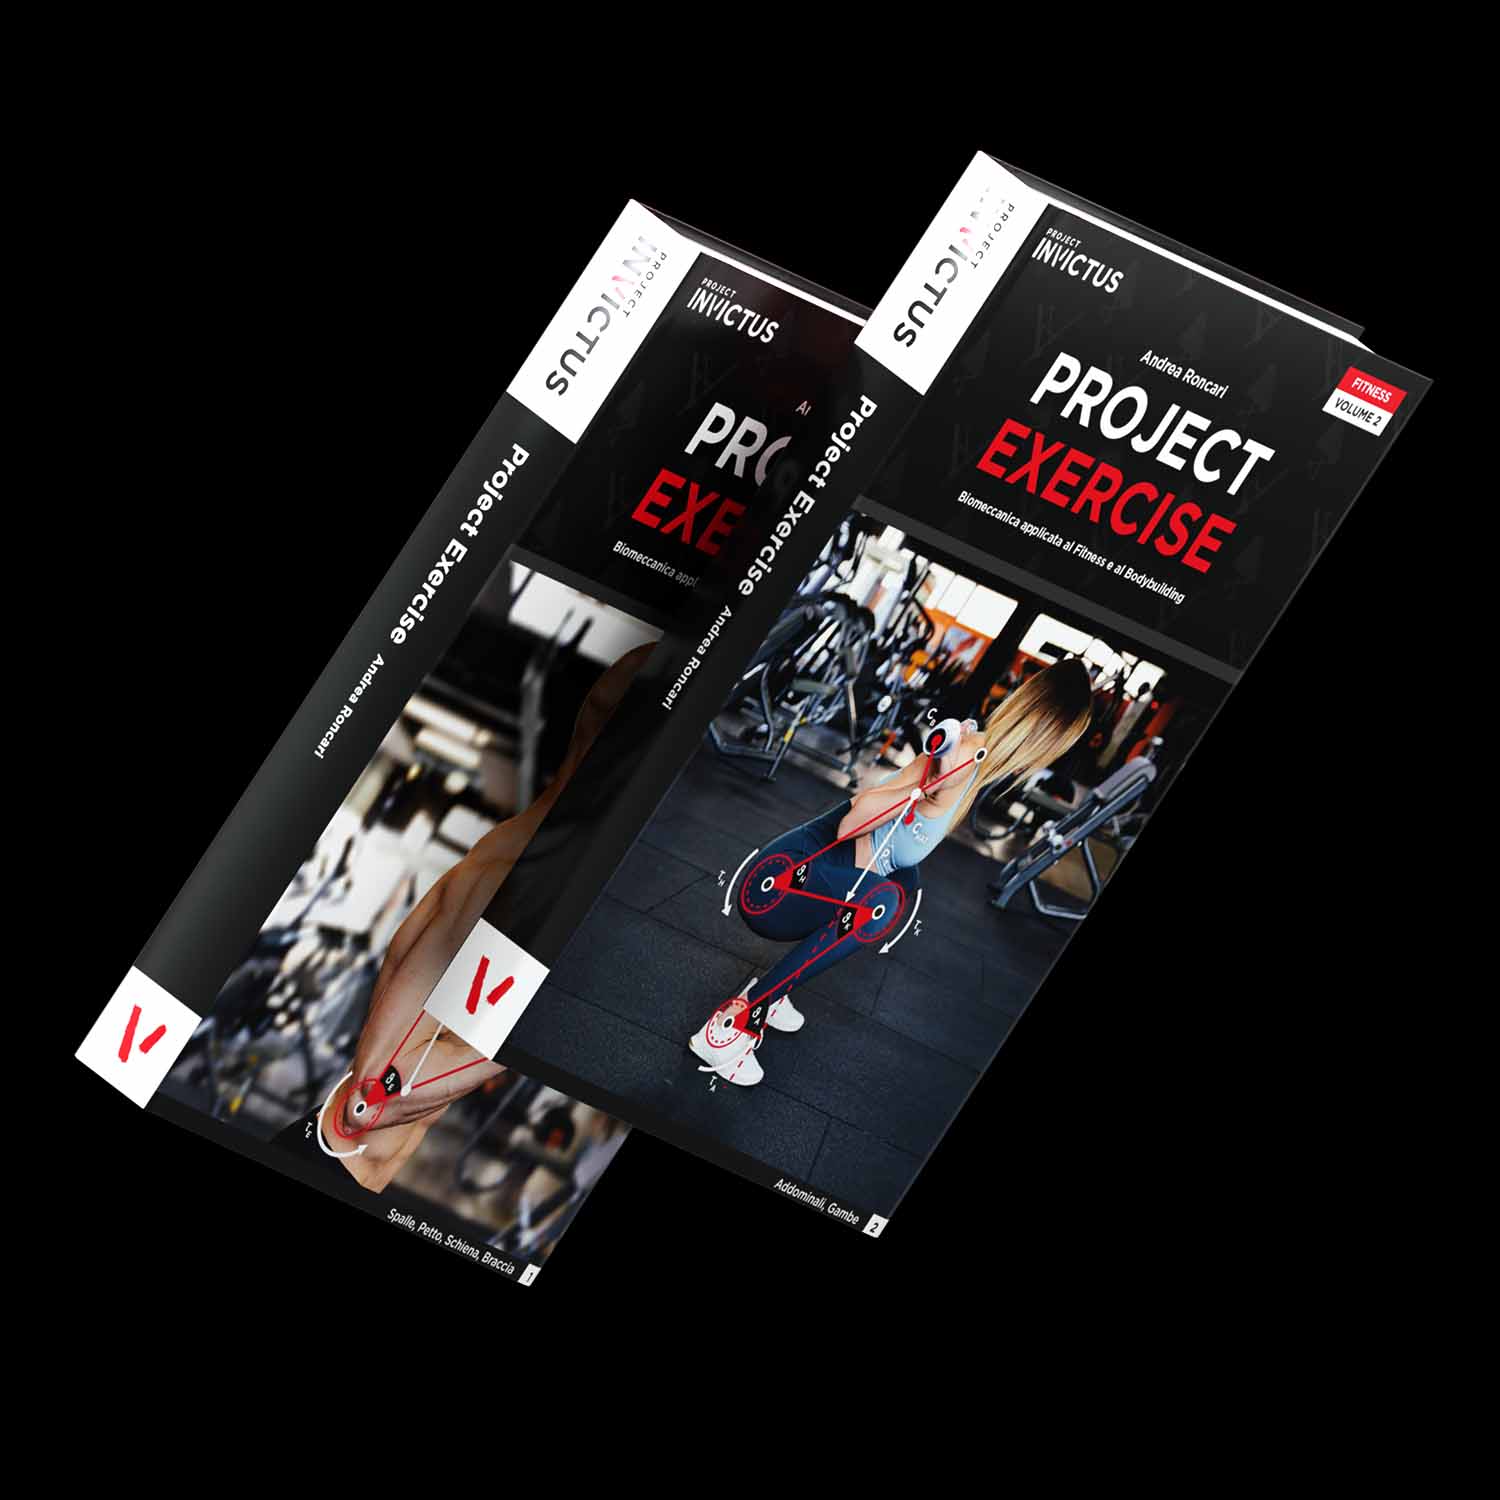 PROJECT
INVICTUS
Project Exercise Andrea Roncari
PROJECT
INVICTUS
PRO
EXE
Biomeccanica appl
Spalle, Petto, Schiena, Braccia
1
PROJECT
INVICTUS
Project Exercise Andrea Roncari
PROJECT
INVICTUS
Andrea Roncari
PROJECT
EXERCISE
Biomeccanica applicata al Fitness e al Bodybuilding
FITNESS
VOLUME 2
Addominali, Gambe
2